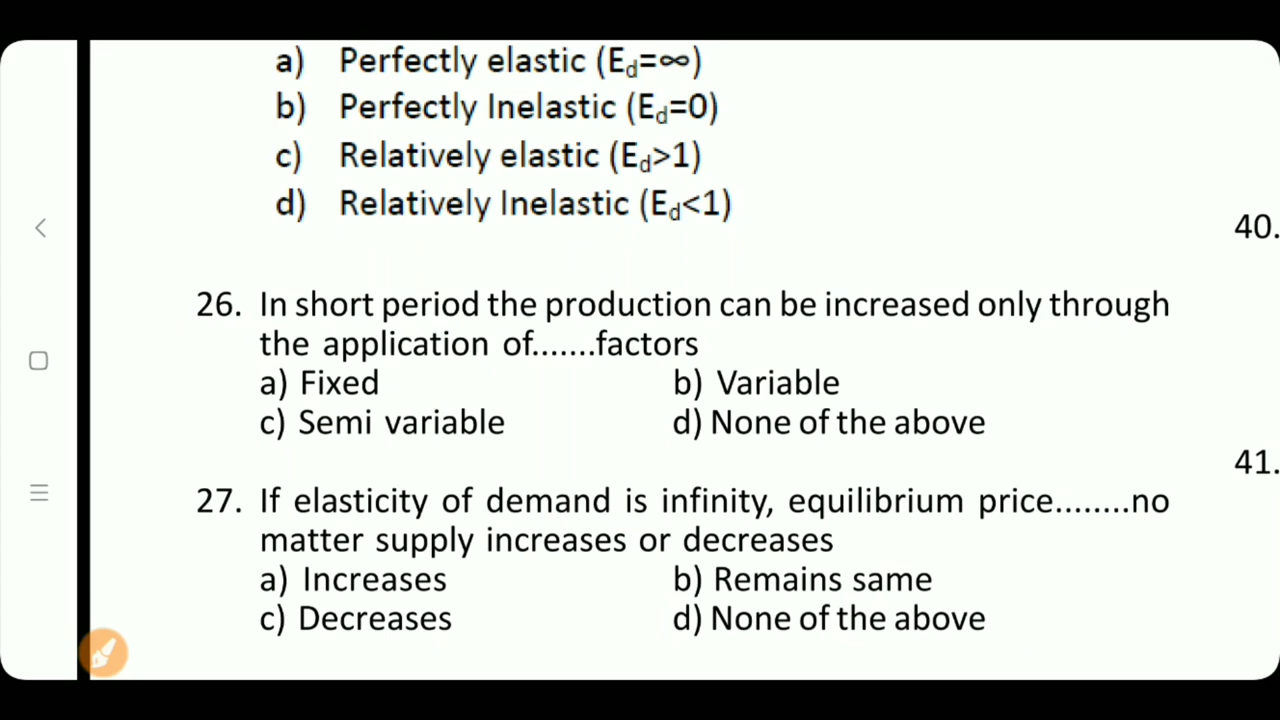 a) Perfectly elastic (Ed=∞)
b) Perfectly Inelastic (Ed=0)
c) Relatively elastic (Ed>1)
d) Relatively Inelastic (Ed<1)
40.
26. In short period the production can be increased only through
the application of.......factors
a) Fixed b) Variable
c) Semi variable d) None of the above
41.
27. If elasticity of demand is infinity, equilibrium price........no
matter supply increases or decreases
a) Increases b) Remains same
c) Decreases d) None of the above